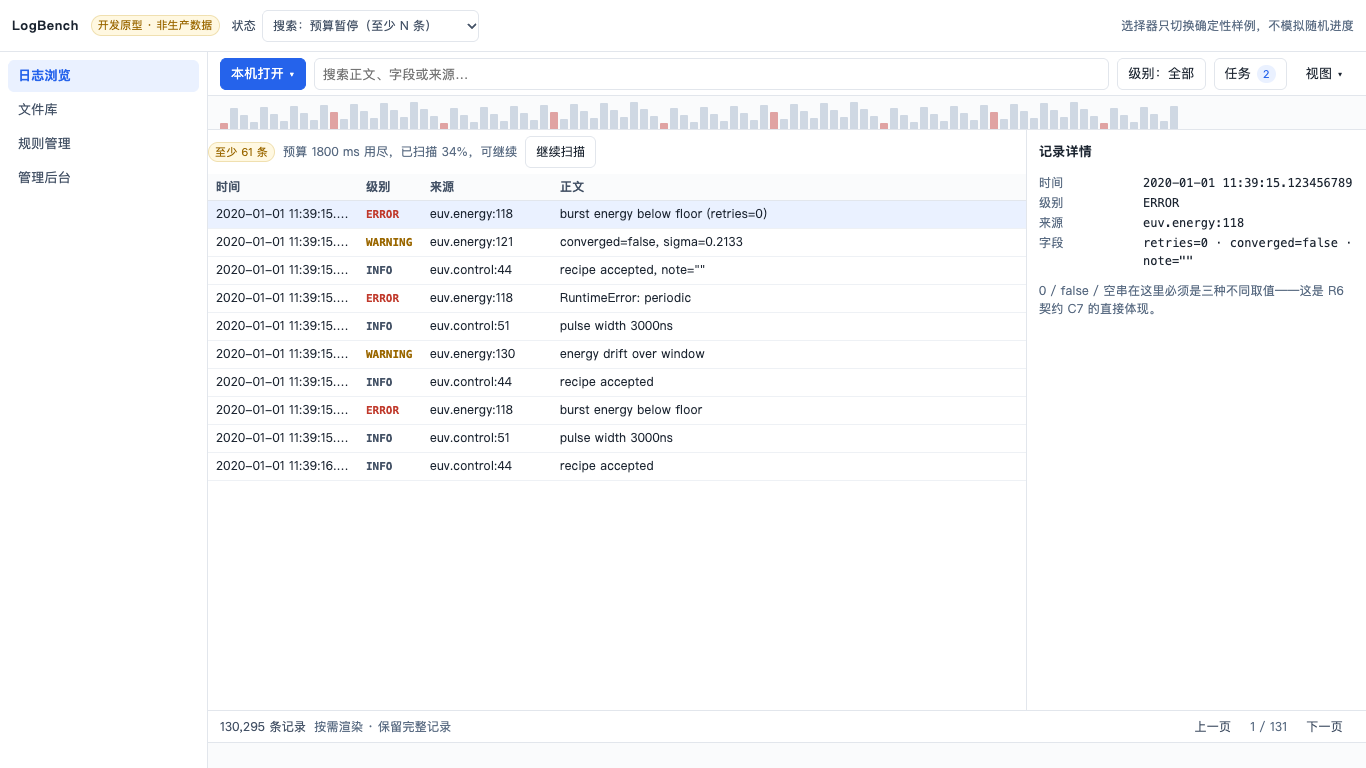 LogBench 开发原型 · 非生产数据 状态 搜索：预算暂停（至少 N 条） 选择器只切换确定性样例，不模拟随机进度
日志浏览
文件库
规则管理
管理后台
本机打开 ▾ 搜索正文、字段或来源… 级别：全部 任务 2 视图 ▾
至少 61 条 预算 1800 ms 用尽，已扫描 34%，可继续 继续扫描
时间 级别 来源 正文
2020-01-01 11:39:15.… ERROR euv.energy:118 burst energy below floor (retries=0)
2020-01-01 11:39:15.… WARNING euv.energy:121 converged=false, sigma=0.2133
2020-01-01 11:39:15.… INFO euv.control:44 recipe accepted, note=""
2020-01-01 11:39:15.… ERROR euv.energy:118 RuntimeError: periodic
2020-01-01 11:39:15.… INFO euv.control:51 pulse width 3000ns
2020-01-01 11:39:15.… WARNING euv.energy:130 energy drift over window
2020-01-01 11:39:15.… INFO euv.control:44 recipe accepted
2020-01-01 11:39:15.… ERROR euv.energy:118 burst energy below floor
2020-01-01 11:39:15.… INFO euv.control:51 pulse width 3000ns
2020-01-01 11:39:16.… INFO euv.control:44 recipe accepted
记录详情
时间 2020-01-01 11:39:15.123456789
级别 ERROR
来源 euv.energy:118
字段 retries=0 · converged=false ·
note=""
0 / false / 空串在这里必须是三种不同取值——这是 R6
契约 C7 的直接体现。
130,295 条记录 按需渲染 · 保留完整记录 上一页 1 / 131 下一页